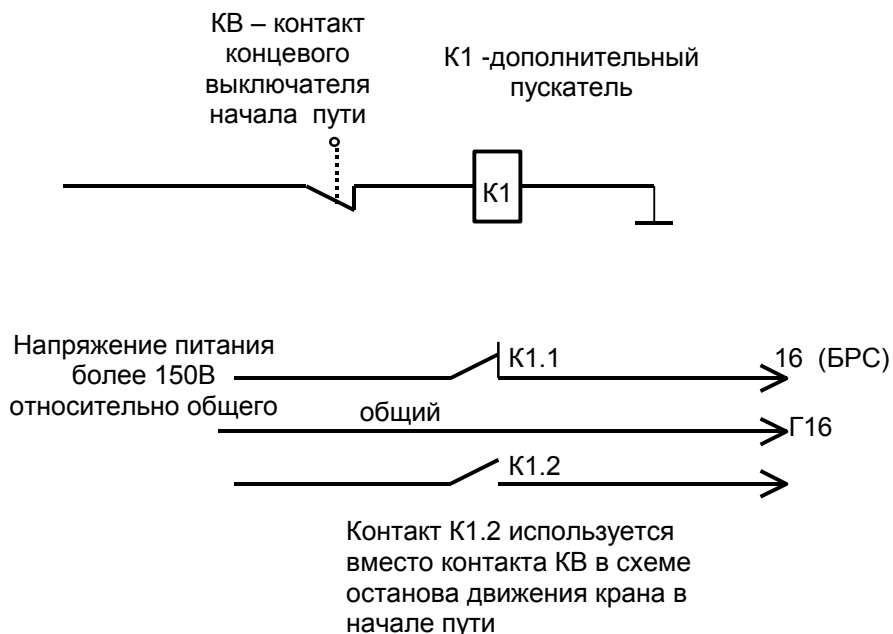 КВ – контакт
концевого
выключателя
начала пути
К1 -дополнительный
пускатель
К1
Напряжение питания
более 150В
относительно общего
К1.1
16 (БРС)
общий
Г16
К1.2
Контакт К1.2 используется
вместо контакта КВ в схеме
останова движения крана в
начале пути